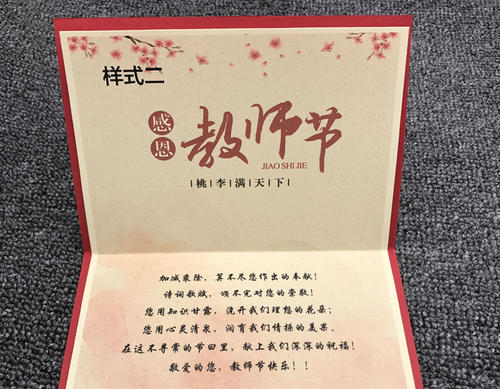 样式二
感恩
教师节
JIAO SHI JIE
桃李满天下
加减乘除，算不尽您作出的奉献！
诗词歌赋，颂不完对您的崇敬！
您用知识甘露，浇开我们理想的花朵；
您用心灵清泉，润育我们情操的美果。
在这不寻常的节回里，献上我们深深的祝福！
敬爱的您，教师节快乐！！